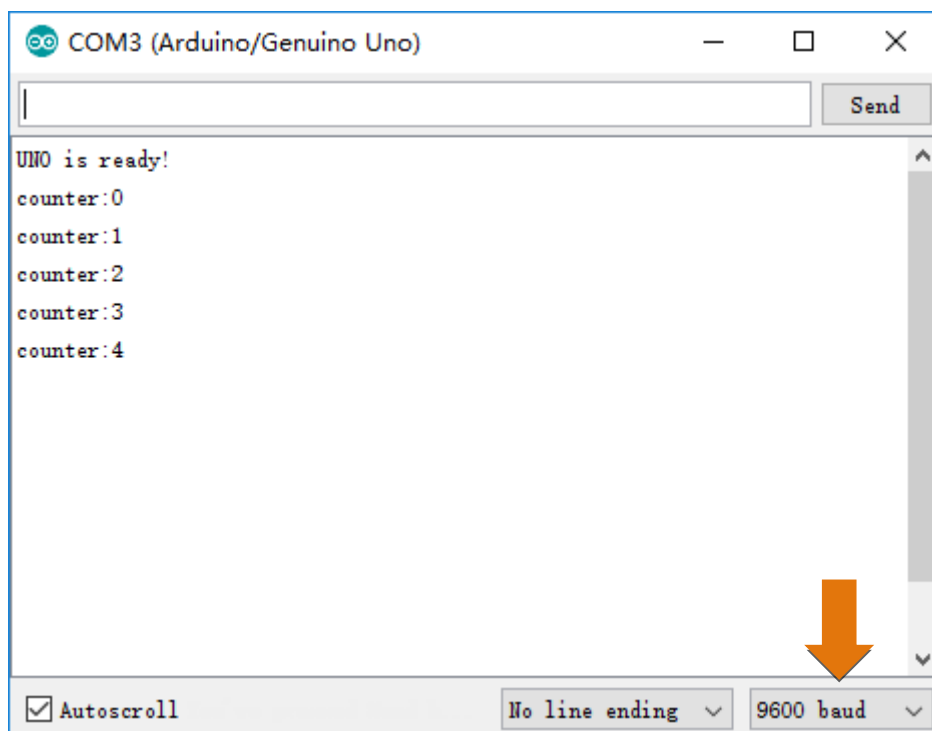 COM3 (Arduino/Genuino Uno)
Send
UNO is ready!
counter:0
counter:1
counter:2
counter:3
counter:4
Autoscroll
No line ending
9600 baud